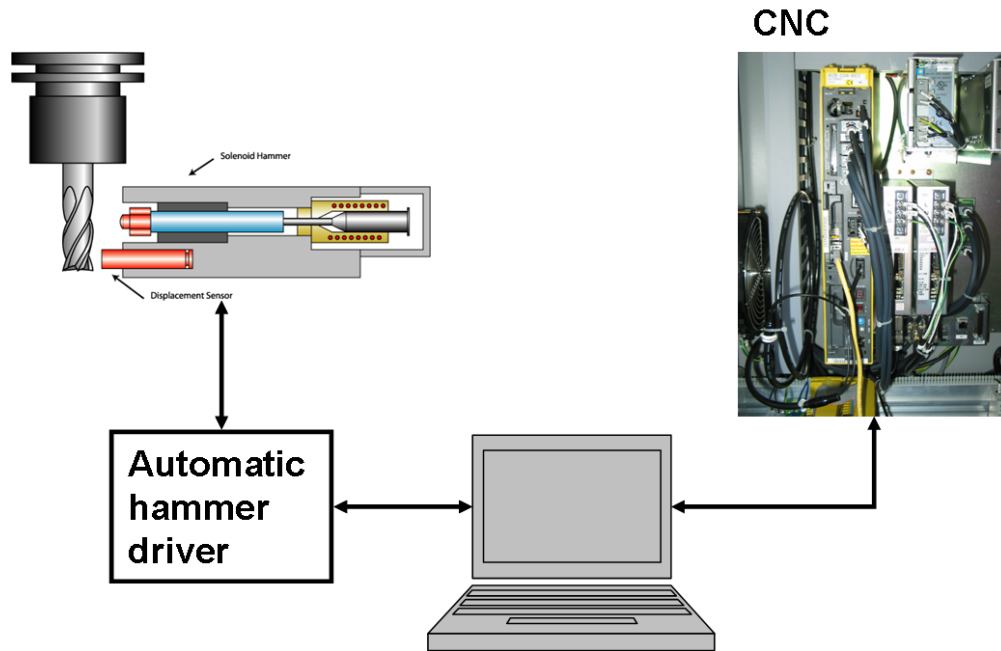 CNC
Solenoid Hammer
Displacement Sensor
Automatic
hammer
driver